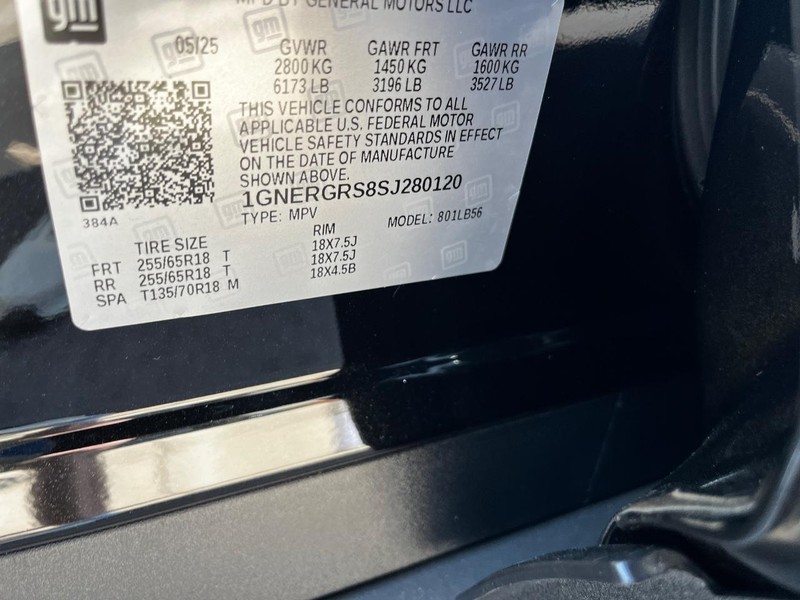 gm
MFD BY GENERAL MOTORS LLC
05/25 GVWR GAWR FRT GAWR RR
2800 KG 1450 KG 1600 KG
6173 LB 3196 LB 3527 LB
THIS VEHICLE CONFORMS TO ALL
APPLICABLE U.S. FEDERAL MOTOR
VEHICLE SAFETY STANDARDS IN EFFECT
ON THE DATE OF MANUFACTURE
SHOWN ABOVE.
1GNERGRS8SJ280120
384A TYPE: MPV MODEL: 801LB56
TIRE SIZE RIM
FRT 255/65R18 T 18X7.5J
RR 255/65R18 T 18X7.5J
SPA T135/70R18 M 18X4.5B